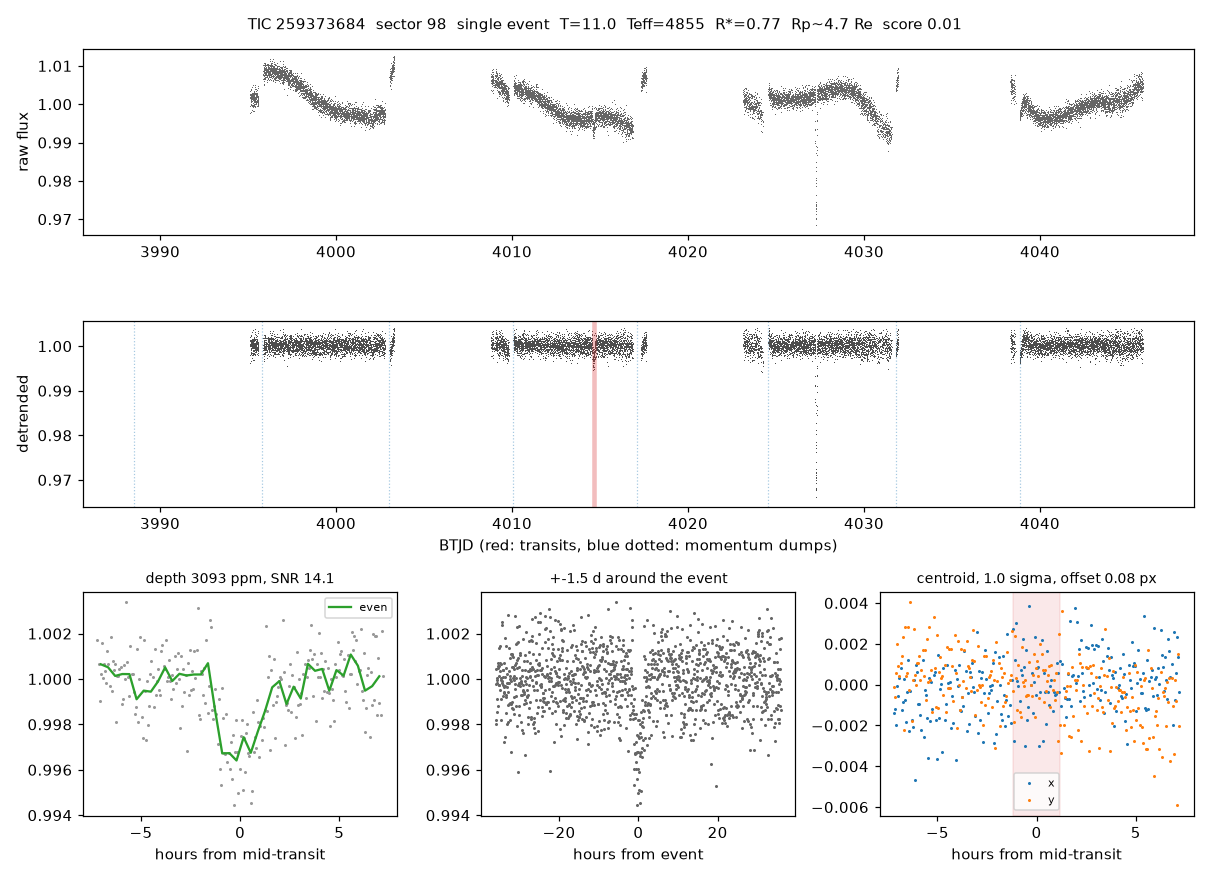 TIC 259373684 sector 98 single event T=11.0 Teff=4855 R*=0.77 Rp~4.7 Re score 0.01
1.01
1.00
0.99
0.98
0.97
raw flux
3990 4000 4010 4020 4030 4040
1.00
0.99
0.98
0.97
detrended
3990 4000 4010 4020 4030 4040
BTJD (red: transits, blue dotted: momentum dumps)
depth 3093 ppm, SNR 14.1
even
1.002
1.000
0.998
0.996
0.994
−5 0 5
hours from mid-transit
+-1.5 d around the event
1.002
1.000
0.998
0.996
0.994
−20 0 20
hours from event
centroid, 1.0 sigma, offset 0.08 px
0.004
0.002
0.000
−0.002
−0.004
−0.006
x
y
−5 0 5
hours from mid-transit